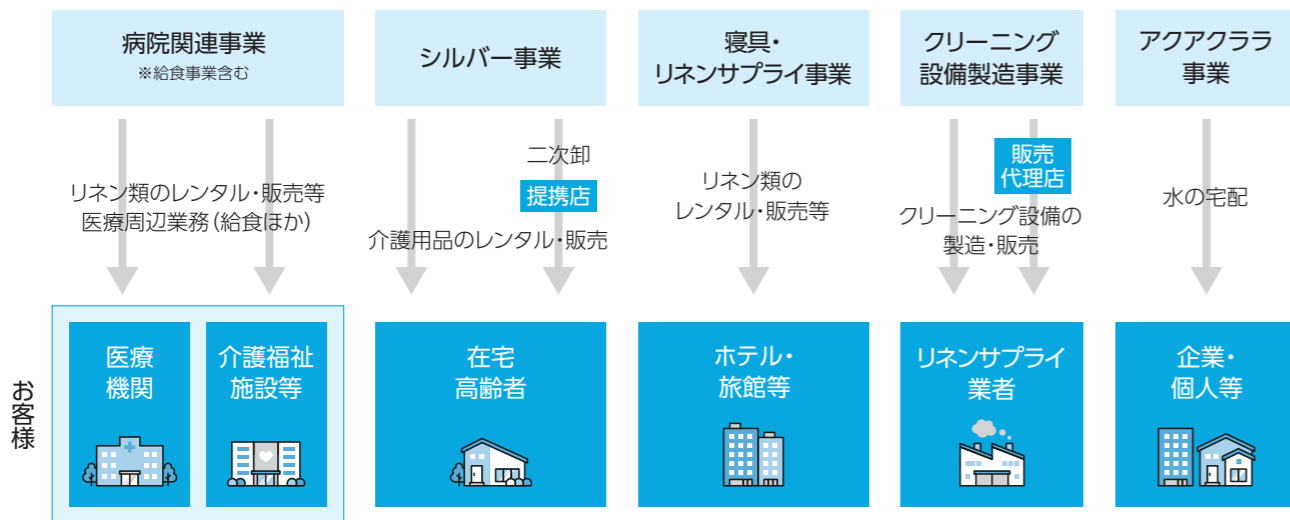 病院関連事業
※給食事業含む
シルバー事業
寝具・
リネンサプライ事業
クリーニング
設備製造事業
アクアクララ
事業
リネン類のレンタル・販売等
医療周辺業務(給食ほか)
二次卸
提携店
介護用品のレンタル・販売
リネン類の
レンタル・販売等
販売
代理店
クリーニング設備の
製造・販売
水の宅配
お客様
医療
機関
介護福祉
施設等
在宅
高齢者
ホテル・
旅館等
リネンサプライ
業者
企業・
個人等